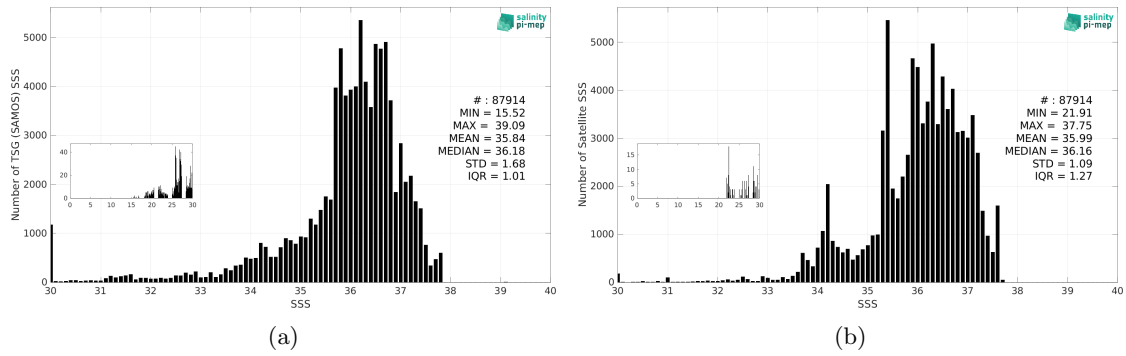 salinity
pi-mep
Number of TSG (SAMOS) SSS
5000
4000
3000
2000
1000
0
# : 87914
MIN = 15.52
MAX = 39.09
MEAN = 35.84
MEDIAN = 36.18
STD = 1.68
IQR = 1.01
40
20
0
0 5 10 15 20 25 30
30 31 32 33 34 35 36 37 38 39 40
SSS
(a)
salinity
pi-mep
Number of Satellite SSS
5000
4000
3000
2000
1000
0
# : 87914
MIN = 21.91
MAX = 37.75
MEAN = 35.99
MEDIAN = 36.16
STD = 1.09
IQR = 1.27
15
10
5
0
0 5 10 15 20 25 30
30 31 32 33 34 35 36 37 38 39 40
SSS
(b)